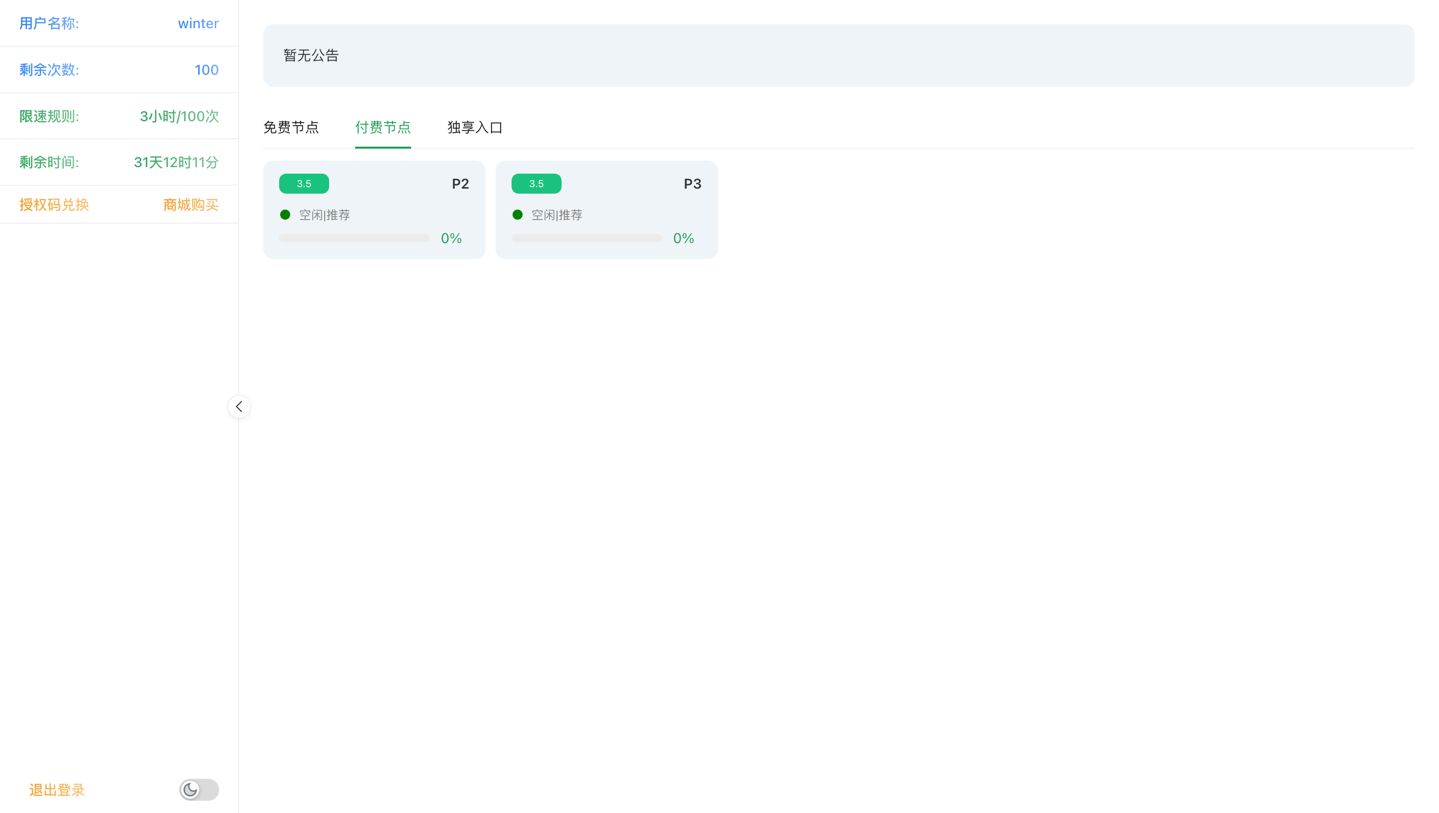 用户名称: winter
剩余次数: 100
限速规则: 3小时/100次
剩余时间: 31天12时11分
授权码兑换 商城购买
退出登录
暂无公告
免费节点 付费节点 独享入口
3.5 P2
空闲|推荐
0%
3.5 P3
空闲|推荐
0%